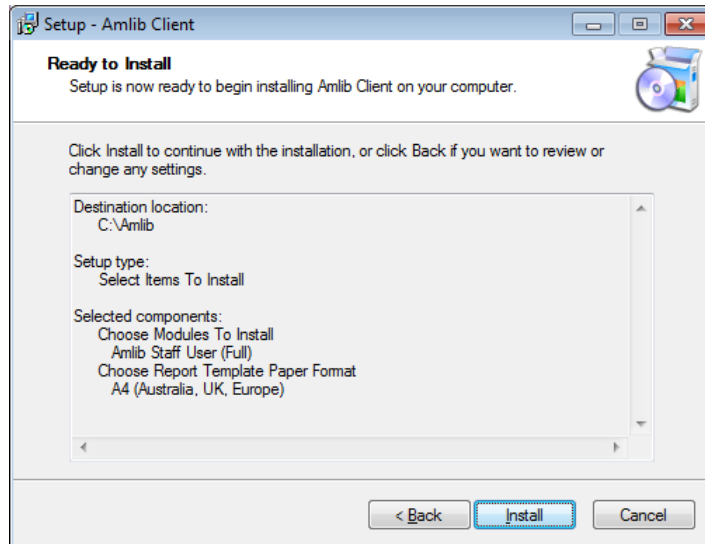 Setup - Amlib Client
Ready to Install
Setup is now ready to begin installing Amlib Client on your computer.
Click Install to continue with the installation, or click Back if you want to review or
change any settings.
Destination location:
C:\Amlib
Setup type:
Select Items To Install
Selected components:
Choose Modules To Install
Amlib Staff User (Full)
Choose Report Template Paper Format
A4 (Australia, UK, Europe)
< Back Install Cancel